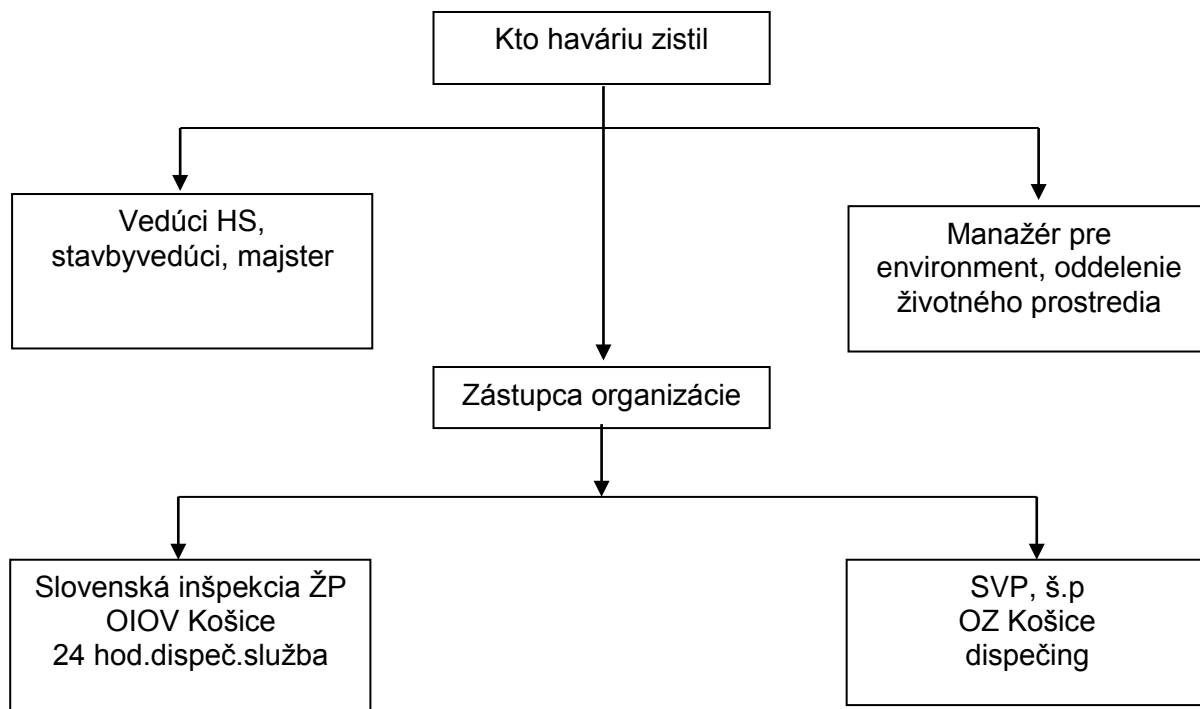 Kto haváriu zistil
Vedúci HS,
stavbyvedúci, majster
Manažér pre
environment, oddelenie
životného prostredia
Zástupca organizácie
Slovenská inšpekcia ŽP
OIOV Košice
24 hod.dispeč.služba
SVP, š.p
OZ Košice
dispečing